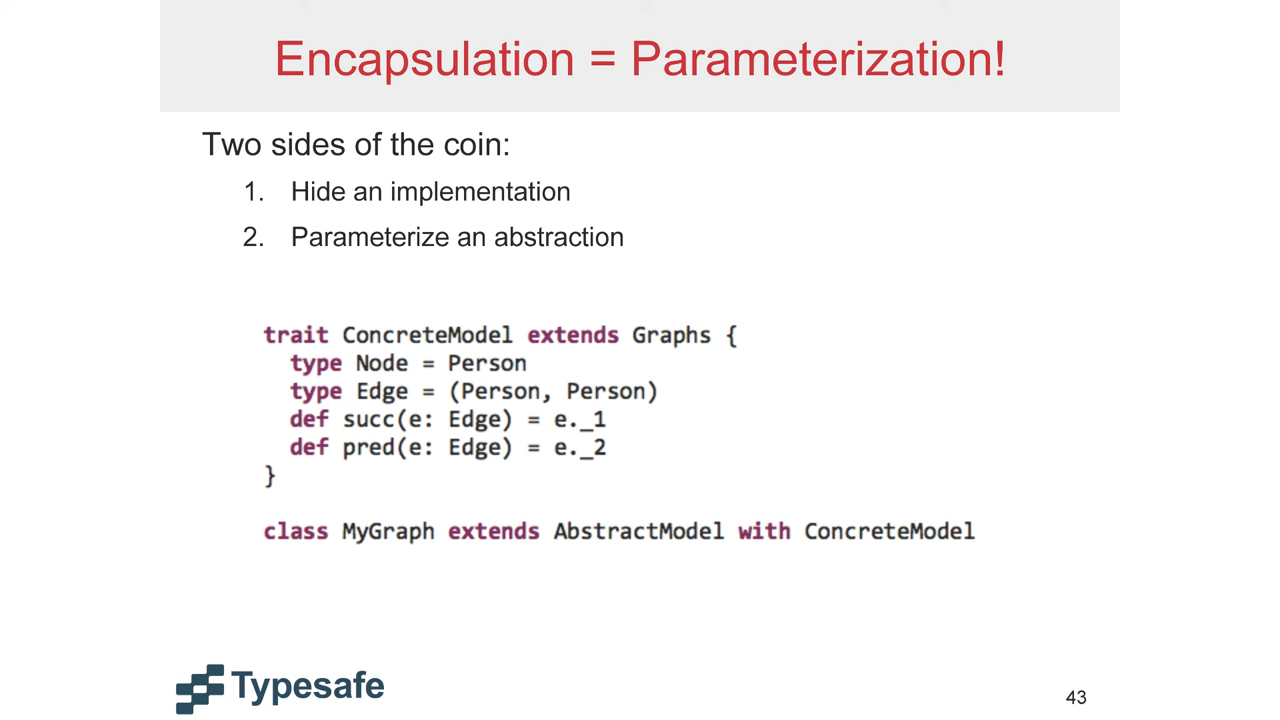 Encapsulation = Parameterization!
Two sides of the coin:
1. Hide an implementation
2. Parameterize an abstraction
trait ConcreteModel extends Graphs {
  type Node = Person
  type Edge = (Person, Person)
  def succ(e: Edge) = e._1
  def pred(e: Edge) = e._2
}
class MyGraph extends AbstractModel with ConcreteModel
Typesafe
43